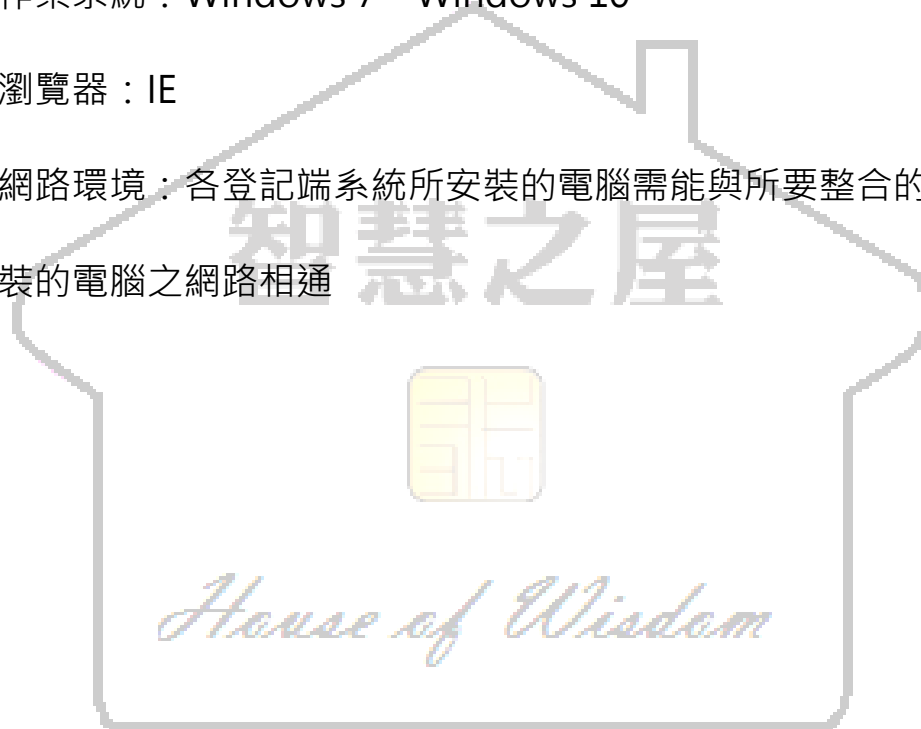 作業系統：Windows 7、Windows 10
瀏覽器：IE
網路環境：各登記端系統所安裝的電腦需能與所要整合的
裝的電腦之網路相通
智慧之屋
House of Wisdom